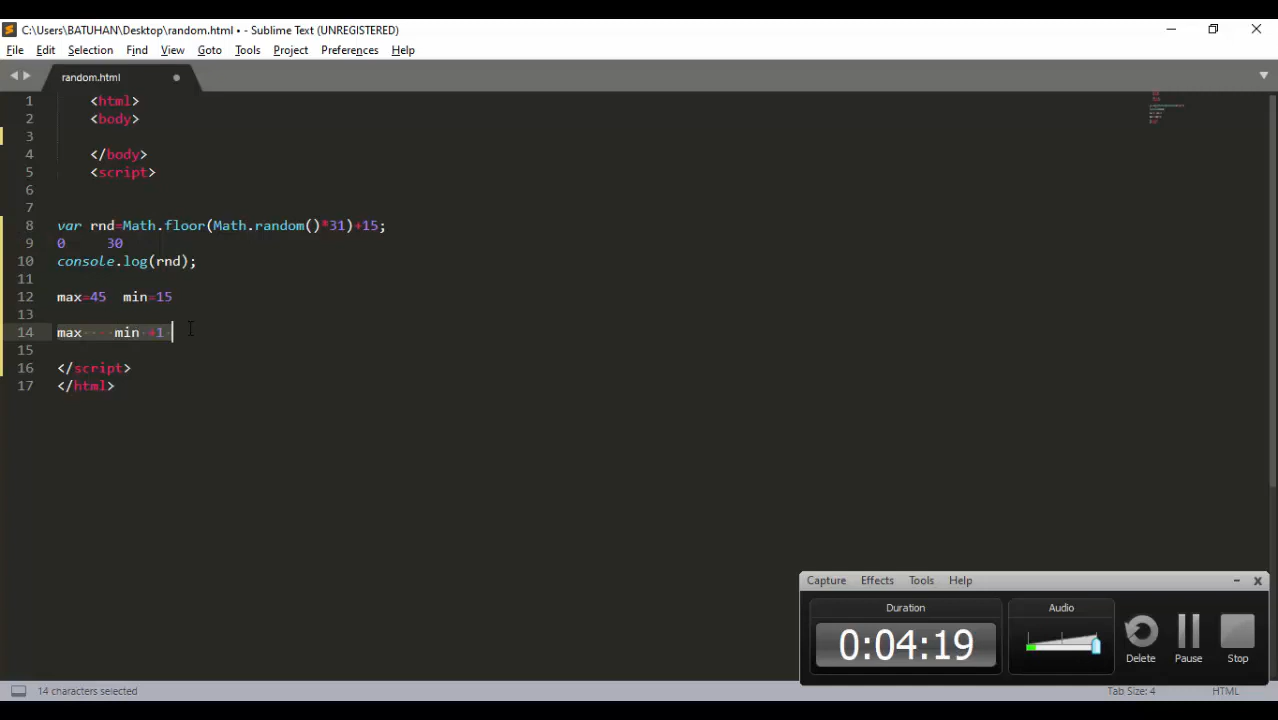 C:\Users\BATUHAN\Desktop\random.html • - Sublime Text (UNREGISTERED)
File Edit Selection Find View Goto Tools Project Preferences Help
random.html
1 <html>
2 <body>
3
4 </body>
5 <script>
6
7
8 var rnd=Math.floor(Math.random()*31)+15;
9 0 30
10 console.log(rnd);
11
12 max=45 min=15
13
14 max - min +1
15
16 </script>
17 </html>
Capture Effects Tools Help
Duration Audio
0:04:19
Delete Pause Stop
14 characters selected Tab Size: 4 HTML